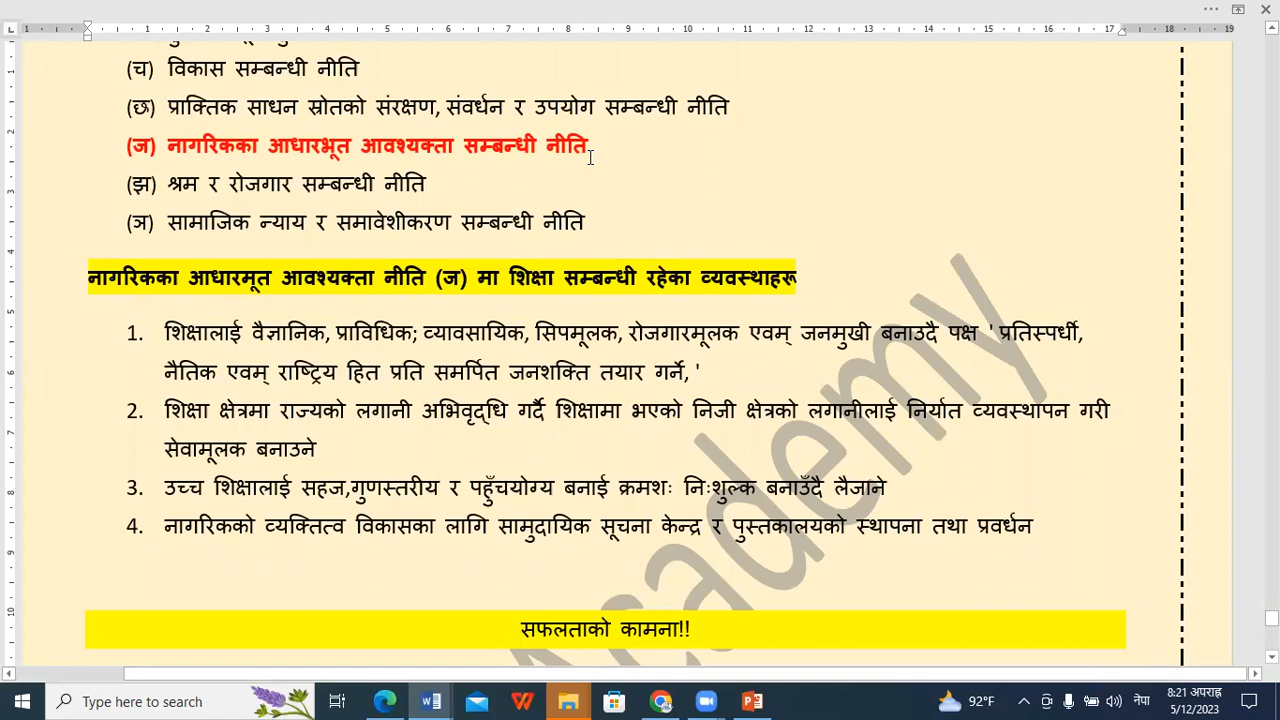 (च) विकास सम्बन्धी नीति
(छ) प्राक्तिक साधन स्रोतको संरक्षण, संवर्धन र उपयोग सम्बन्धी नीति
(ज) नागरिकका आधारभूत आवश्यक्ता सम्बन्धी नीति
(झ) श्रम र रोजगार सम्बन्धी नीति
(ञ) सामाजिक न्याय र समावेशीकरण सम्बन्धी नीति
नागरिकका आधारमूत आवश्यक्ता नीति (ज) मा शिक्षा सम्बन्धी रहेका व्यवस्थाहरू
1. शिक्षालाई वैज्ञानिक, प्राविधिक; व्यावसायिक, सिपमूलक, रोजगारमूलक एवम् जनमुखी बनाउदै पक्ष ' प्रतिस्पर्धी,
नैतिक एवम् राष्ट्रिय हित प्रति समर्पित जनशक्ति तयार गर्ने, '
2. शिक्षा क्षेत्रमा राज्यको लगानी अभिवृद्धि गर्दै शिक्षामा भएको निजी क्षेत्रको लगानीलाई निर्यात व्यवस्थापन गरी
सेवामूलक बनाउने
3. उच्च शिक्षालाई सहज,गुणस्तरीय र पहुँचयोग्य बनाई क्रमशः निःशुल्क बनाउँदै लैजाने
4. नागरिकको व्यक्तित्व विकासका लागि सामुदायिक सूचना केन्द्र र पुस्तकालयको स्थापना तथा प्रवर्धन
Academy
सफलताको कामना!!
Type here to search
92°F
नेपा
8:21 अपराह्न
5/12/2023